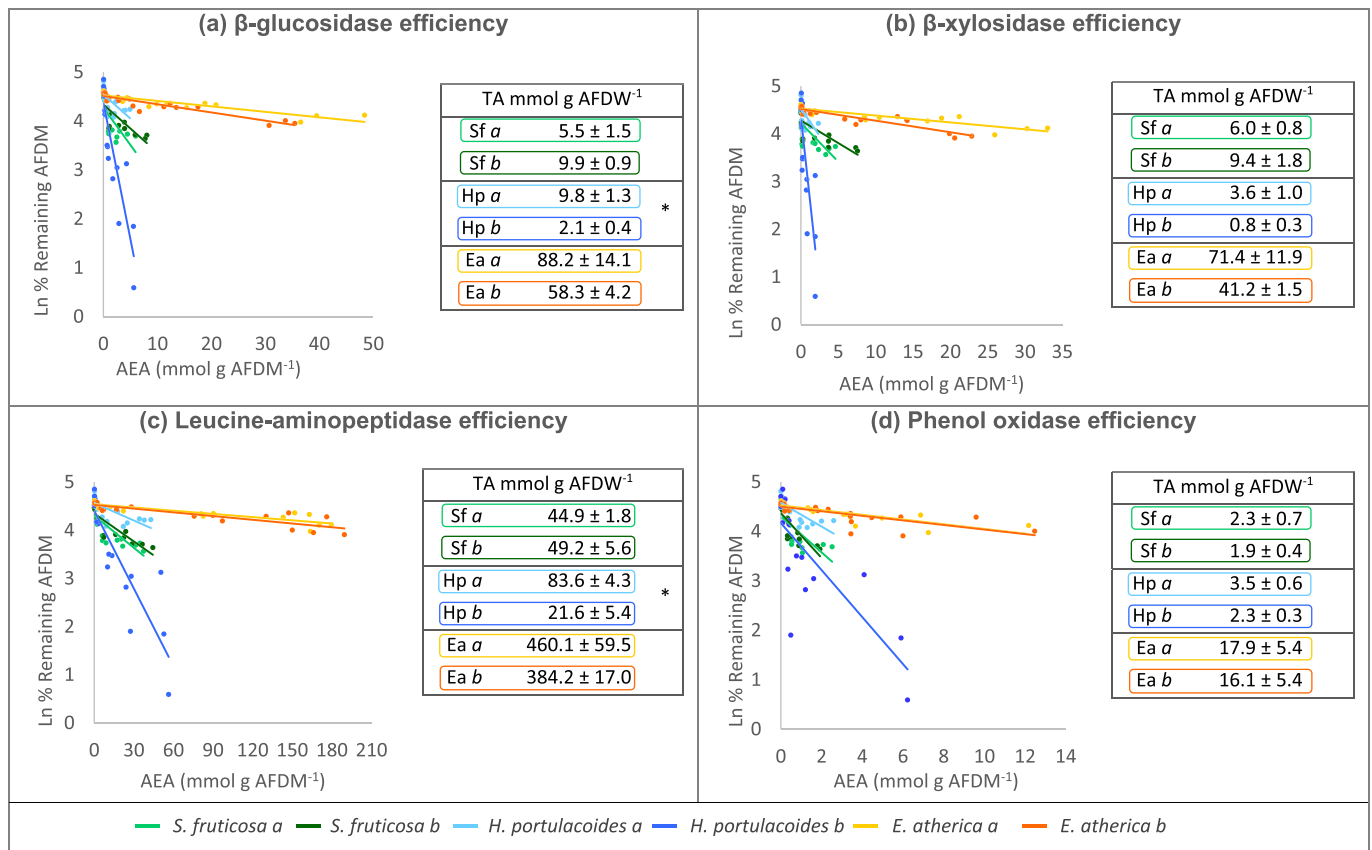 (a) β-glucosidase efficiency
Ln % Remaining AFDM
5
4
3
2
1
0
0 10 20 30 40 50
AEA (mmol g AFDM-1)
TA mmol g AFDW-1
Sf a 5.5 ± 1.5
Sf b 9.9 ± 0.9
Hp a 9.8 ± 1.3
*
Hp b 2.1 ± 0.4
Ea a 88.2 ± 14.1
Ea b 58.3 ± 4.2
(b) β-xylosidase efficiency
Ln % Remaining AFDM
5
4
3
2
1
0
0 5 10 15 20 25 30 35
AEA (mmol g AFDM-1)
TA mmol g AFDW-1
Sf a 6.0 ± 0.8
Sf b 9.4 ± 1.8
Hp a 3.6 ± 1.0
Hp b 0.8 ± 0.3
Ea a 71.4 ± 11.9
Ea b 41.2 ± 1.5
(c) Leucine-aminopeptidase efficiency
Ln % Remaining AFDM
5
4
3
2
1
0
0 30 60 90 120 150 180 210
AEA (mmol g AFDM-1)
TA mmol g AFDW-1
Sf a 44.9 ± 1.8
Sf b 49.2 ± 5.6
Hp a 83.6 ± 4.3
*
Hp b 21.6 ± 5.4
Ea a 460.1 ± 59.5
Ea b 384.2 ± 17.0
(d) Phenol oxidase efficiency
Ln % Remaining AFDM
5
4
3
2
1
0
0 2 4 6 8 10 12 14
AEA (mmol g AFDM-1)
TA mmol g AFDW-1
Sf a 2.3 ± 0.7
Sf b 1.9 ± 0.4
Hp a 3.5 ± 0.6
Hp b 2.3 ± 0.3
Ea a 17.9 ± 5.4
Ea b 16.1 ± 5.4
S. fruticosa a S. fruticosa b H. portulacoides a H. portulacoides b E. atherica a E. atherica b